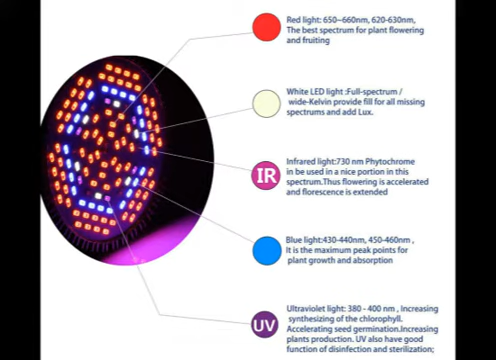 Red light: 650~660nm, 620-630nm,
The best spectrum for plant flowering
and fruiting
White LED light :Full-spectrum /
wide-Kelvin provide fill for all missing
spectrums and add Lux.
IR
Infrared light:730 nm Phytochrome
in be used in a nice portion in this
spectrum.Thus flowering is accelerated
and florescence is extended
Blue light:430-440nm, 450-460nm ,
It is the maximum peak points for
plant growth and absorption
UV
Ultraviolet light: 380 - 400 nm , Increasing
synthesizing of the chlorophyll.
Accelerating seed germination.Increasing
plants production. UV also have good
function of disinfection and sterilization;